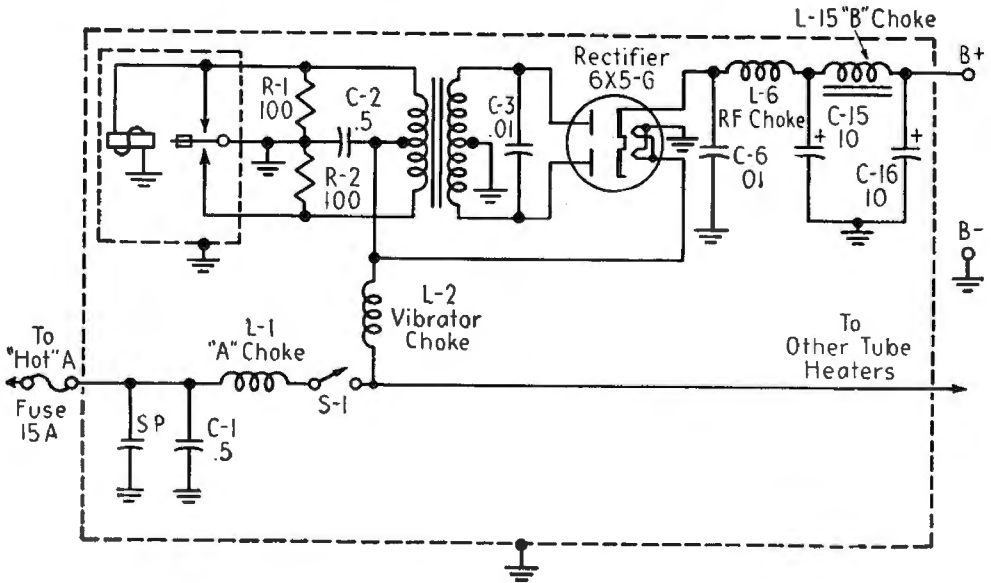 L-15 "B" Choke
Rectifier
6X5-G
B+
R-1
100
C-2
.5
C-3
.01
L-6
RF Choke
C-15
10
C-6
.01
C-16
10
R-2
100
B-
L-2
Vibrator
Choke
To
"Hot" A
L-1
"A" Choke
To
Other Tube
Heaters
Fuse
15A
S-1
SP
C-1
.5